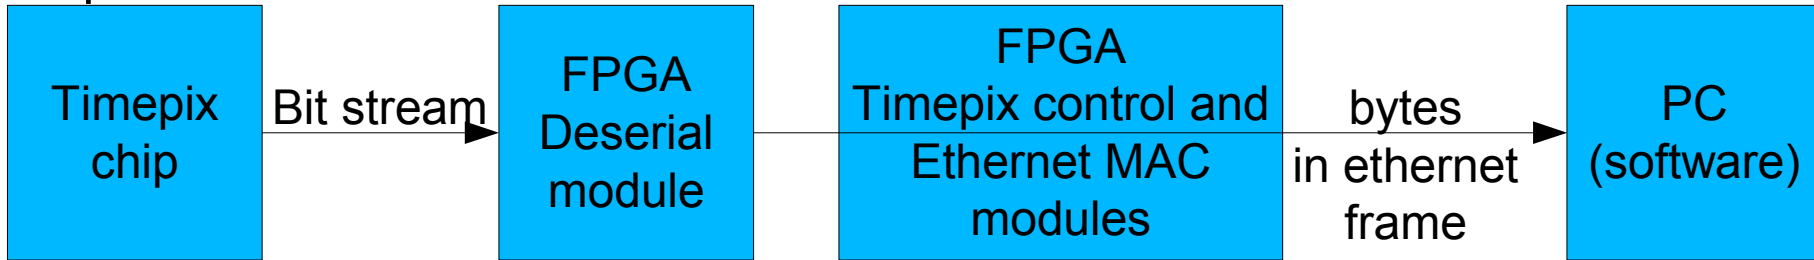 Timepix
chip
Bit stream
FPGA
Deserial
module
FPGA
Timepix control and
Ethernet MAC
modules
bytes
in ethernet
frame
PC
(software)